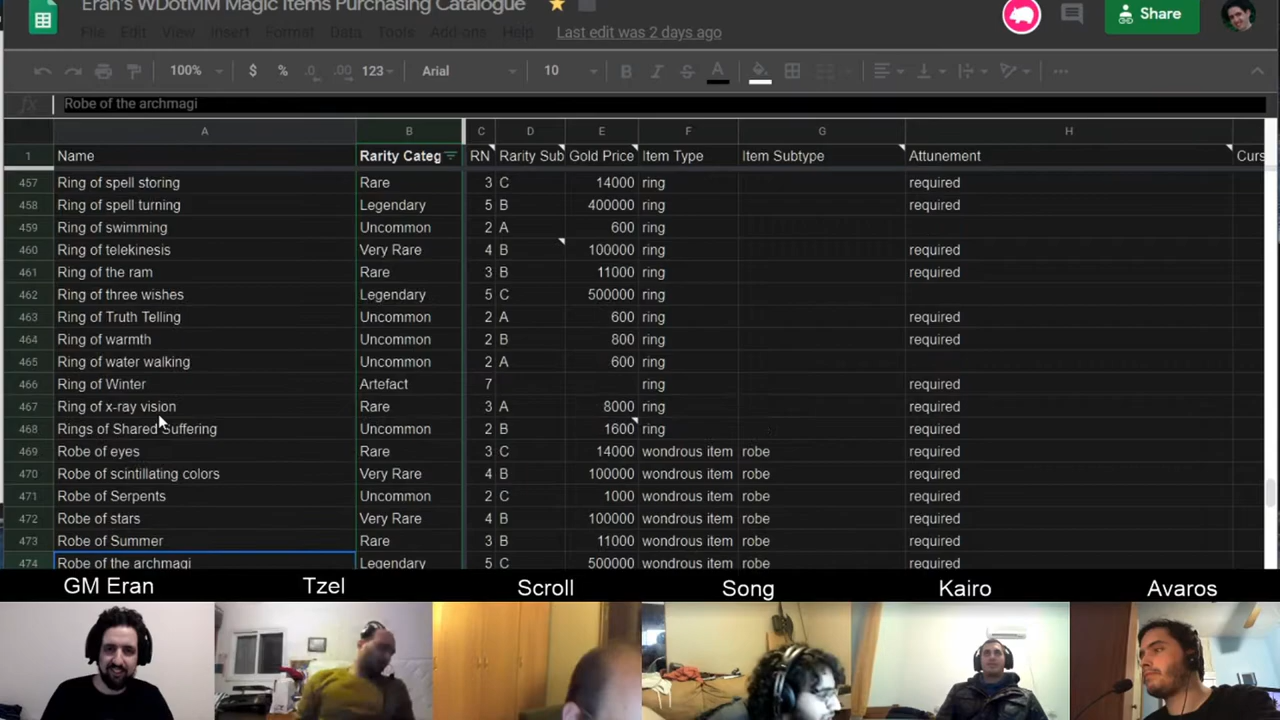 Eran's WDotMM Magic Items Purchasing Catalogue
File Edit View Insert Format Data Tools Add-ons Help Last edit was 2 days ago
Share
100% $ % .0 .00 123 Arial 10 B I S A
fx Robe of the archmagi
A B C D E F G H
1 Name Rarity Categ RN Rarity Sub Gold Price Item Type Item Subtype Attunement Curs
457 Ring of spell storing Rare 3 C 14000 ring required
458 Ring of spell turning Legendary 5 B 400000 ring required
459 Ring of swimming Uncommon 2 A 600 ring
460 Ring of telekinesis Very Rare 4 B 100000 ring required
461 Ring of the ram Rare 3 B 11000 ring required
462 Ring of three wishes Legendary 5 C 500000 ring
463 Ring of Truth Telling Uncommon 2 A 600 ring required
464 Ring of warmth Uncommon 2 B 800 ring required
465 Ring of water walking Uncommon 2 A 600 ring
466 Ring of Winter Artefact 7 ring required
467 Ring of x-ray vision Rare 3 A 8000 ring required
468 Rings of Shared Suffering Uncommon 2 B 1600 ring required
469 Robe of eyes Rare 3 C 14000 wondrous item robe required
470 Robe of scintillating colors Very Rare 4 B 100000 wondrous item robe required
471 Robe of Serpents Uncommon 2 C 1000 wondrous item robe required
472 Robe of stars Very Rare 4 B 100000 wondrous item robe required
473 Robe of Summer Rare 3 B 11000 wondrous item robe required
474 Robe of the archmagi Legendary 5 C 500000 wondrous item robe required
GM Eran Tzel Scroll Song Kairo Avaros